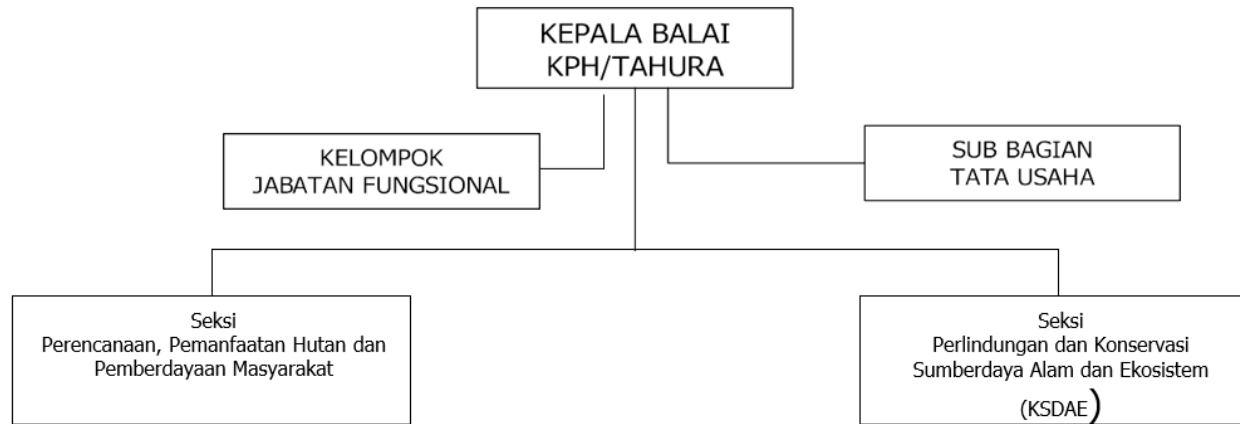 KEPALA BALAI
KPH/TAHURA
KELOMPOK
JABATAN FUNGSIONAL
SUB BAGIAN
TATA USAHA
Seksi
Perencanaan, Pemanfaatan Hutan dan
Pemberdayaan Masyarakat
Seksi
Perlindungan dan Konservasi
Sumberdaya Alam dan Ekosistem
(KSDAE)